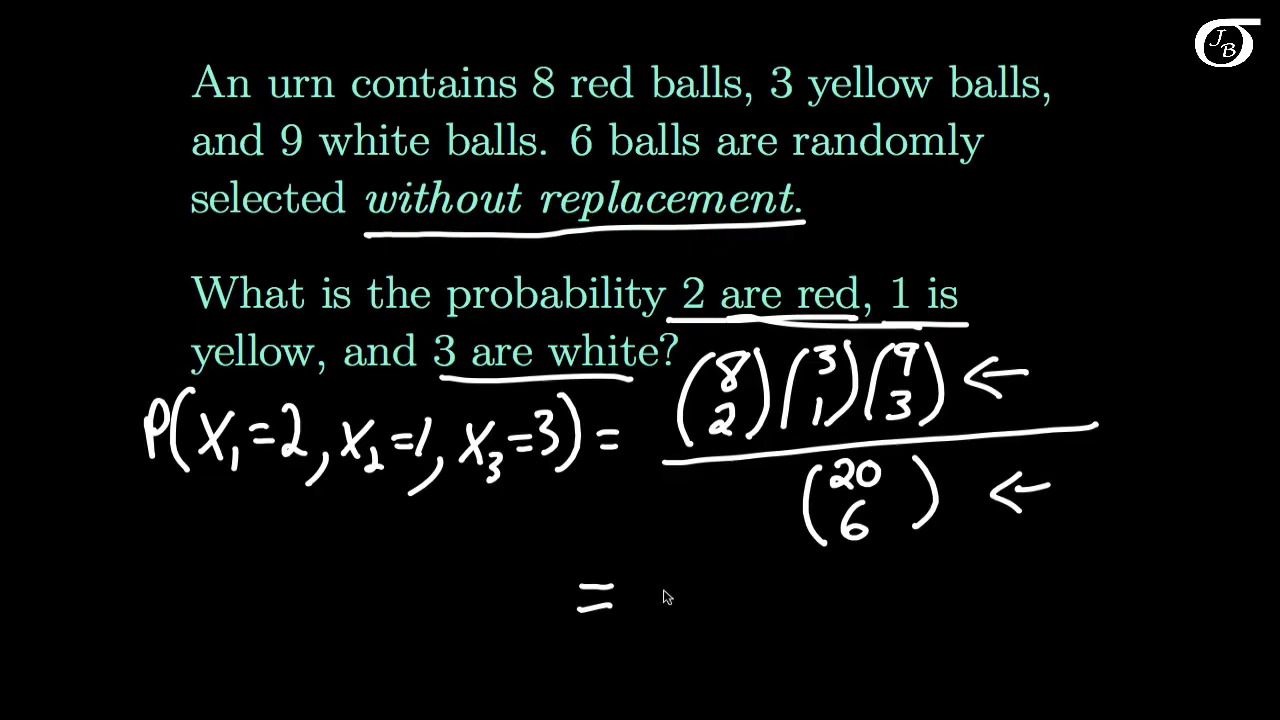 JB
An urn contains 8 red balls, 3 yellow balls,
and 9 white balls. 6 balls are randomly
selected without replacement.
What is the probability 2 are red, 1 is
yellow, and 3 are white?
P(X₁=2, X₂=1, X₃=3) = (8 2)(3 1)(9 3) ←
(20 6) ←
=